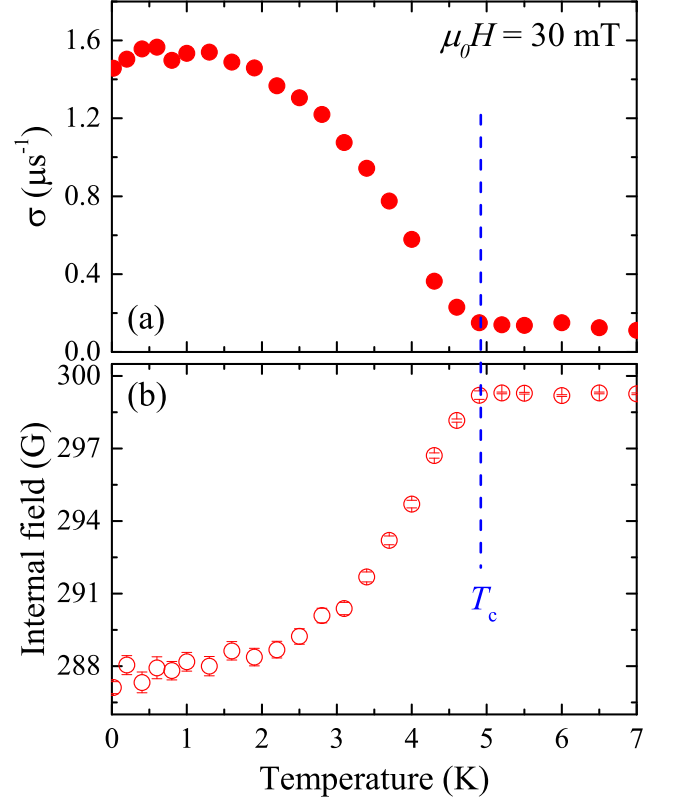 μ₀H = 30 mT
1.6
1.2
0.8
0.4
0.0
σ (μs⁻¹)
(a)
(b)
300
297
294
291
288
Internal field (G)
T_c
0 1 2 3 4 5 6 7
Temperature (K)